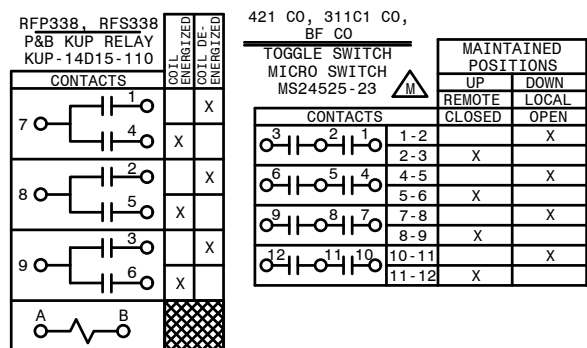 RFP338, RFS338
P&B KUP RELAY
KUP-14D15-110
COIL ENERGIZED
COIL DE-ENERGIZED
CONTACTS
1 X
7
4 X
2 X
8
5 X
3 X
9
6 X
A B
421 CO, 311C1 CO,
BF CO
TOGGLE SWITCH
MICRO SWITCH
MS24525-23
M
MAINTAINED
POSITIONS
UP DOWN
REMOTE LOCAL
CONTACTS CLOSED OPEN
3 2 1 1-2 X
2-3 X
6 5 4 4-5 X
5-6 X
9 8 7 7-8 X
8-9 X
12 11 10 10-11 X
11-12 X